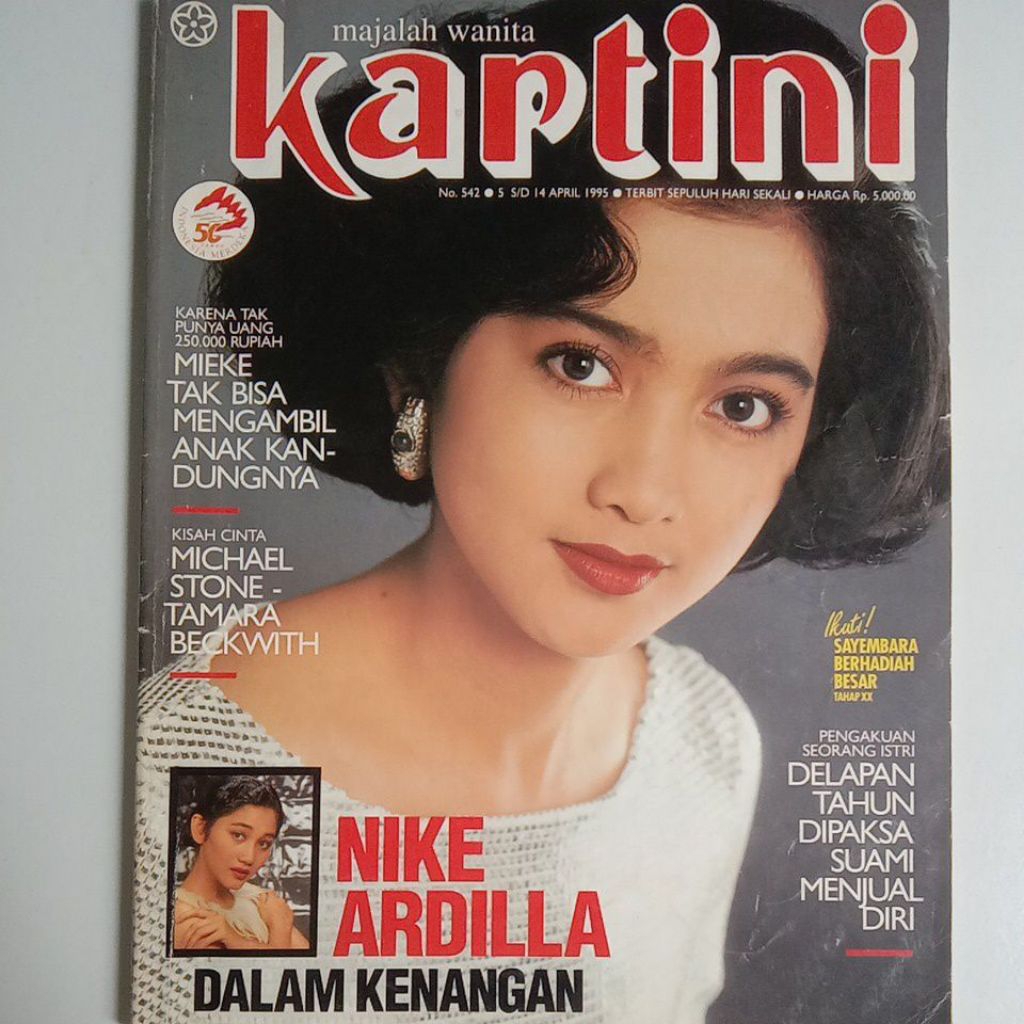 majalah wanita
kartini
No. 542 ● 5 S/D 14 APRIL 1995 ● TERBIT SEPULUH HARI SEKALI ● HARGA Rp. 5.000.00
50
INDONESIA MERDEKA
KARENA TAK
PUNYA UANG
250.000 RUPIAH
MIEKE
TAK BISA
MENGAMBIL
ANAK KAN-
DUNGNYA
KISAH CINTA
MICHAEL
STONE -
TAMARA
BECKWITH
Ikuti!
SAYEMBARA
BERHADIAH
BESAR
TAHAP XX
PENGAKUAN
SEORANG ISTRI
DELAPAN
TAHUN
DIPAKSA
SUAMI
MENJUAL
DIRI
NIKE
ARDILLA
DALAM KENANGAN